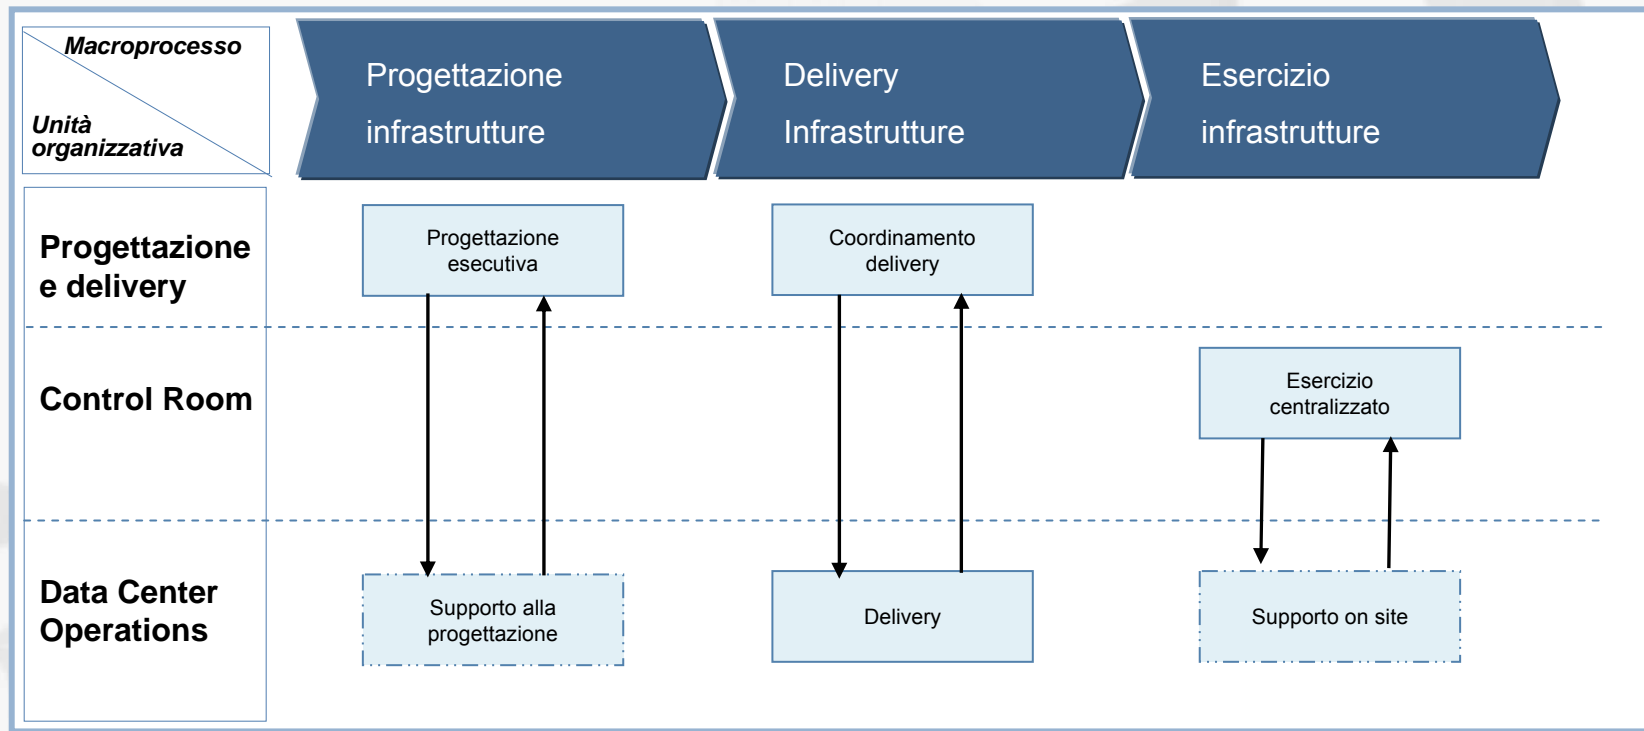 Macroprocesso
Unità
organizzativa
Progettazione
infrastrutture
Delivery
Infrastrutture
Esercizio
infrastrutture
Progettazione
e delivery
Progettazione
esecutiva
Coordinamento
delivery
Control Room
Esercizio
centralizzato
Data Center
Operations
Supporto alla
progettazione
Delivery
Supporto on site